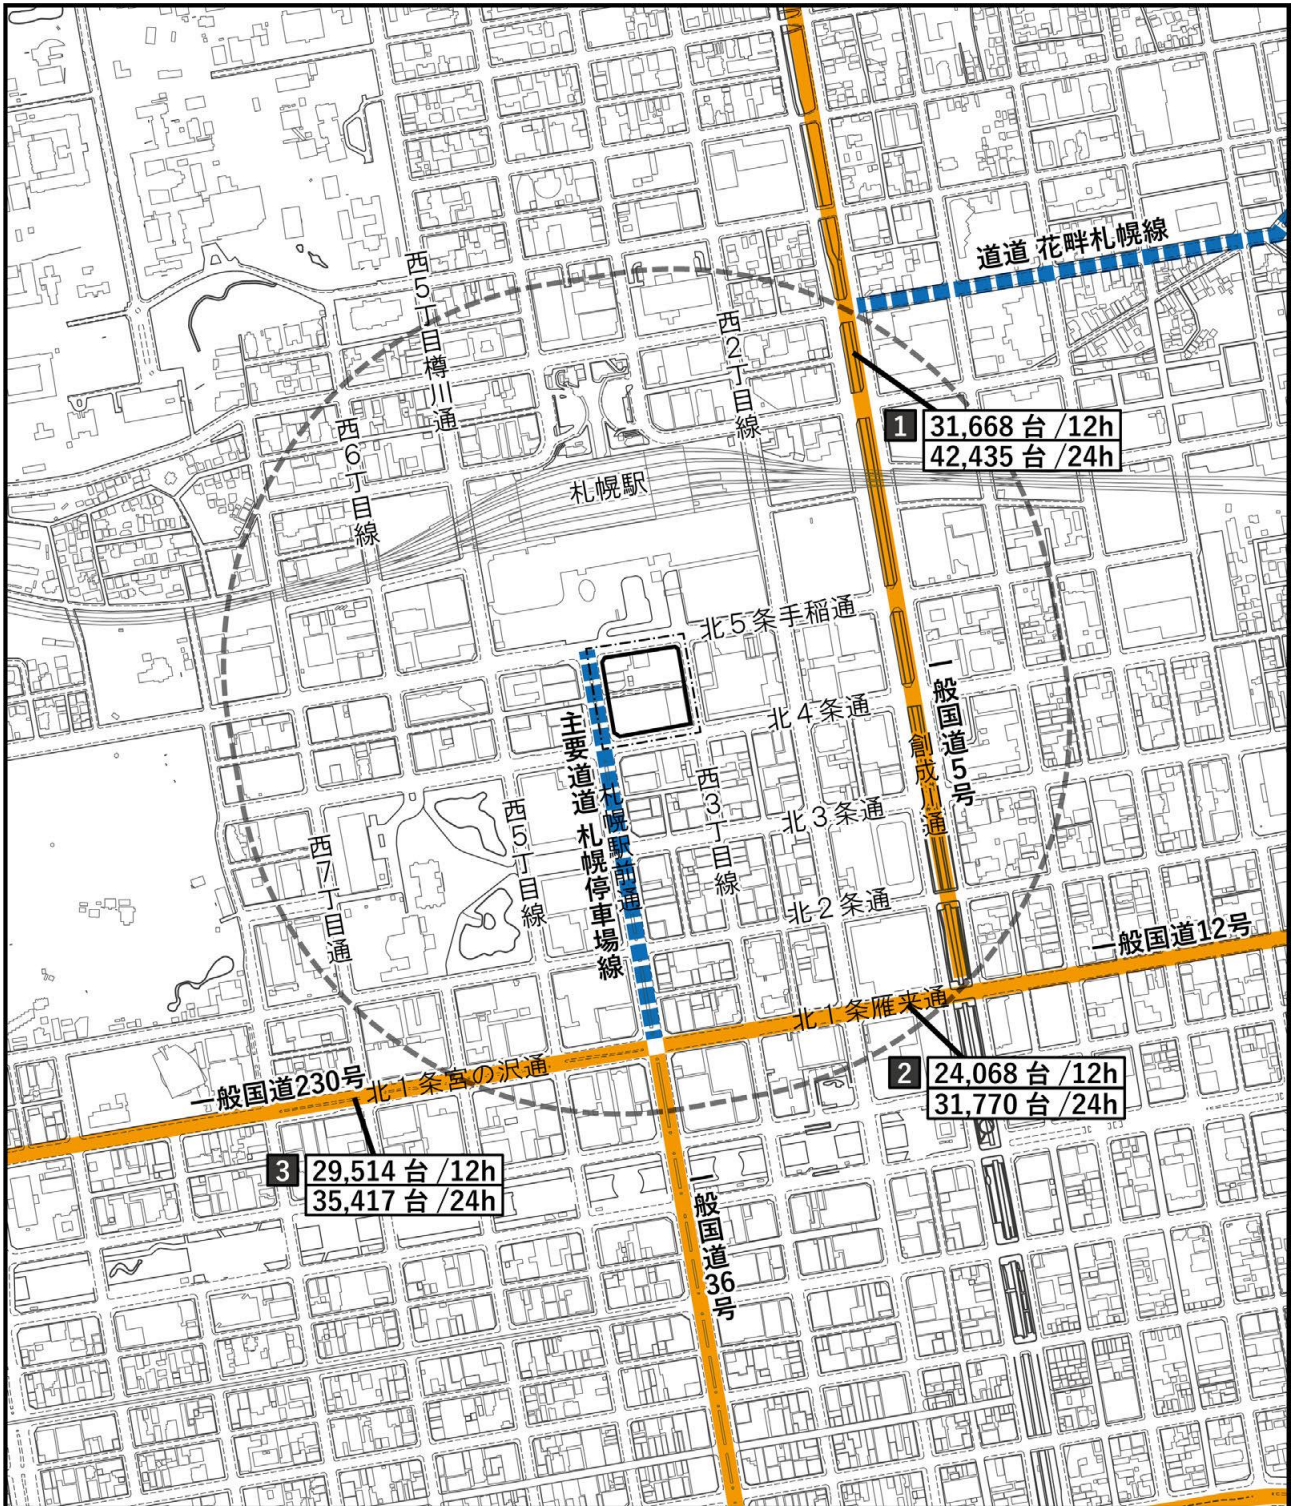 道道 花畔札幌線
西5丁目樽川通
西2丁目線
西6丁目線
1
31,668 台 /12h
42,435 台 /24h
札幌駅
北5条手稲通
一般国道5号
創成川通
北4条通
主要道道 札幌停車場線
札幌駅前通
西3丁目線
北3条通
西5丁目線
西7丁目通
北2条通
一般国道12号
北1条雁来通
2
24,068 台 /12h
31,770 台 /24h
一般国道230号
北1条宮の沢通
3
29,514 台 /12h
35,417 台 /24h
一般国道36号